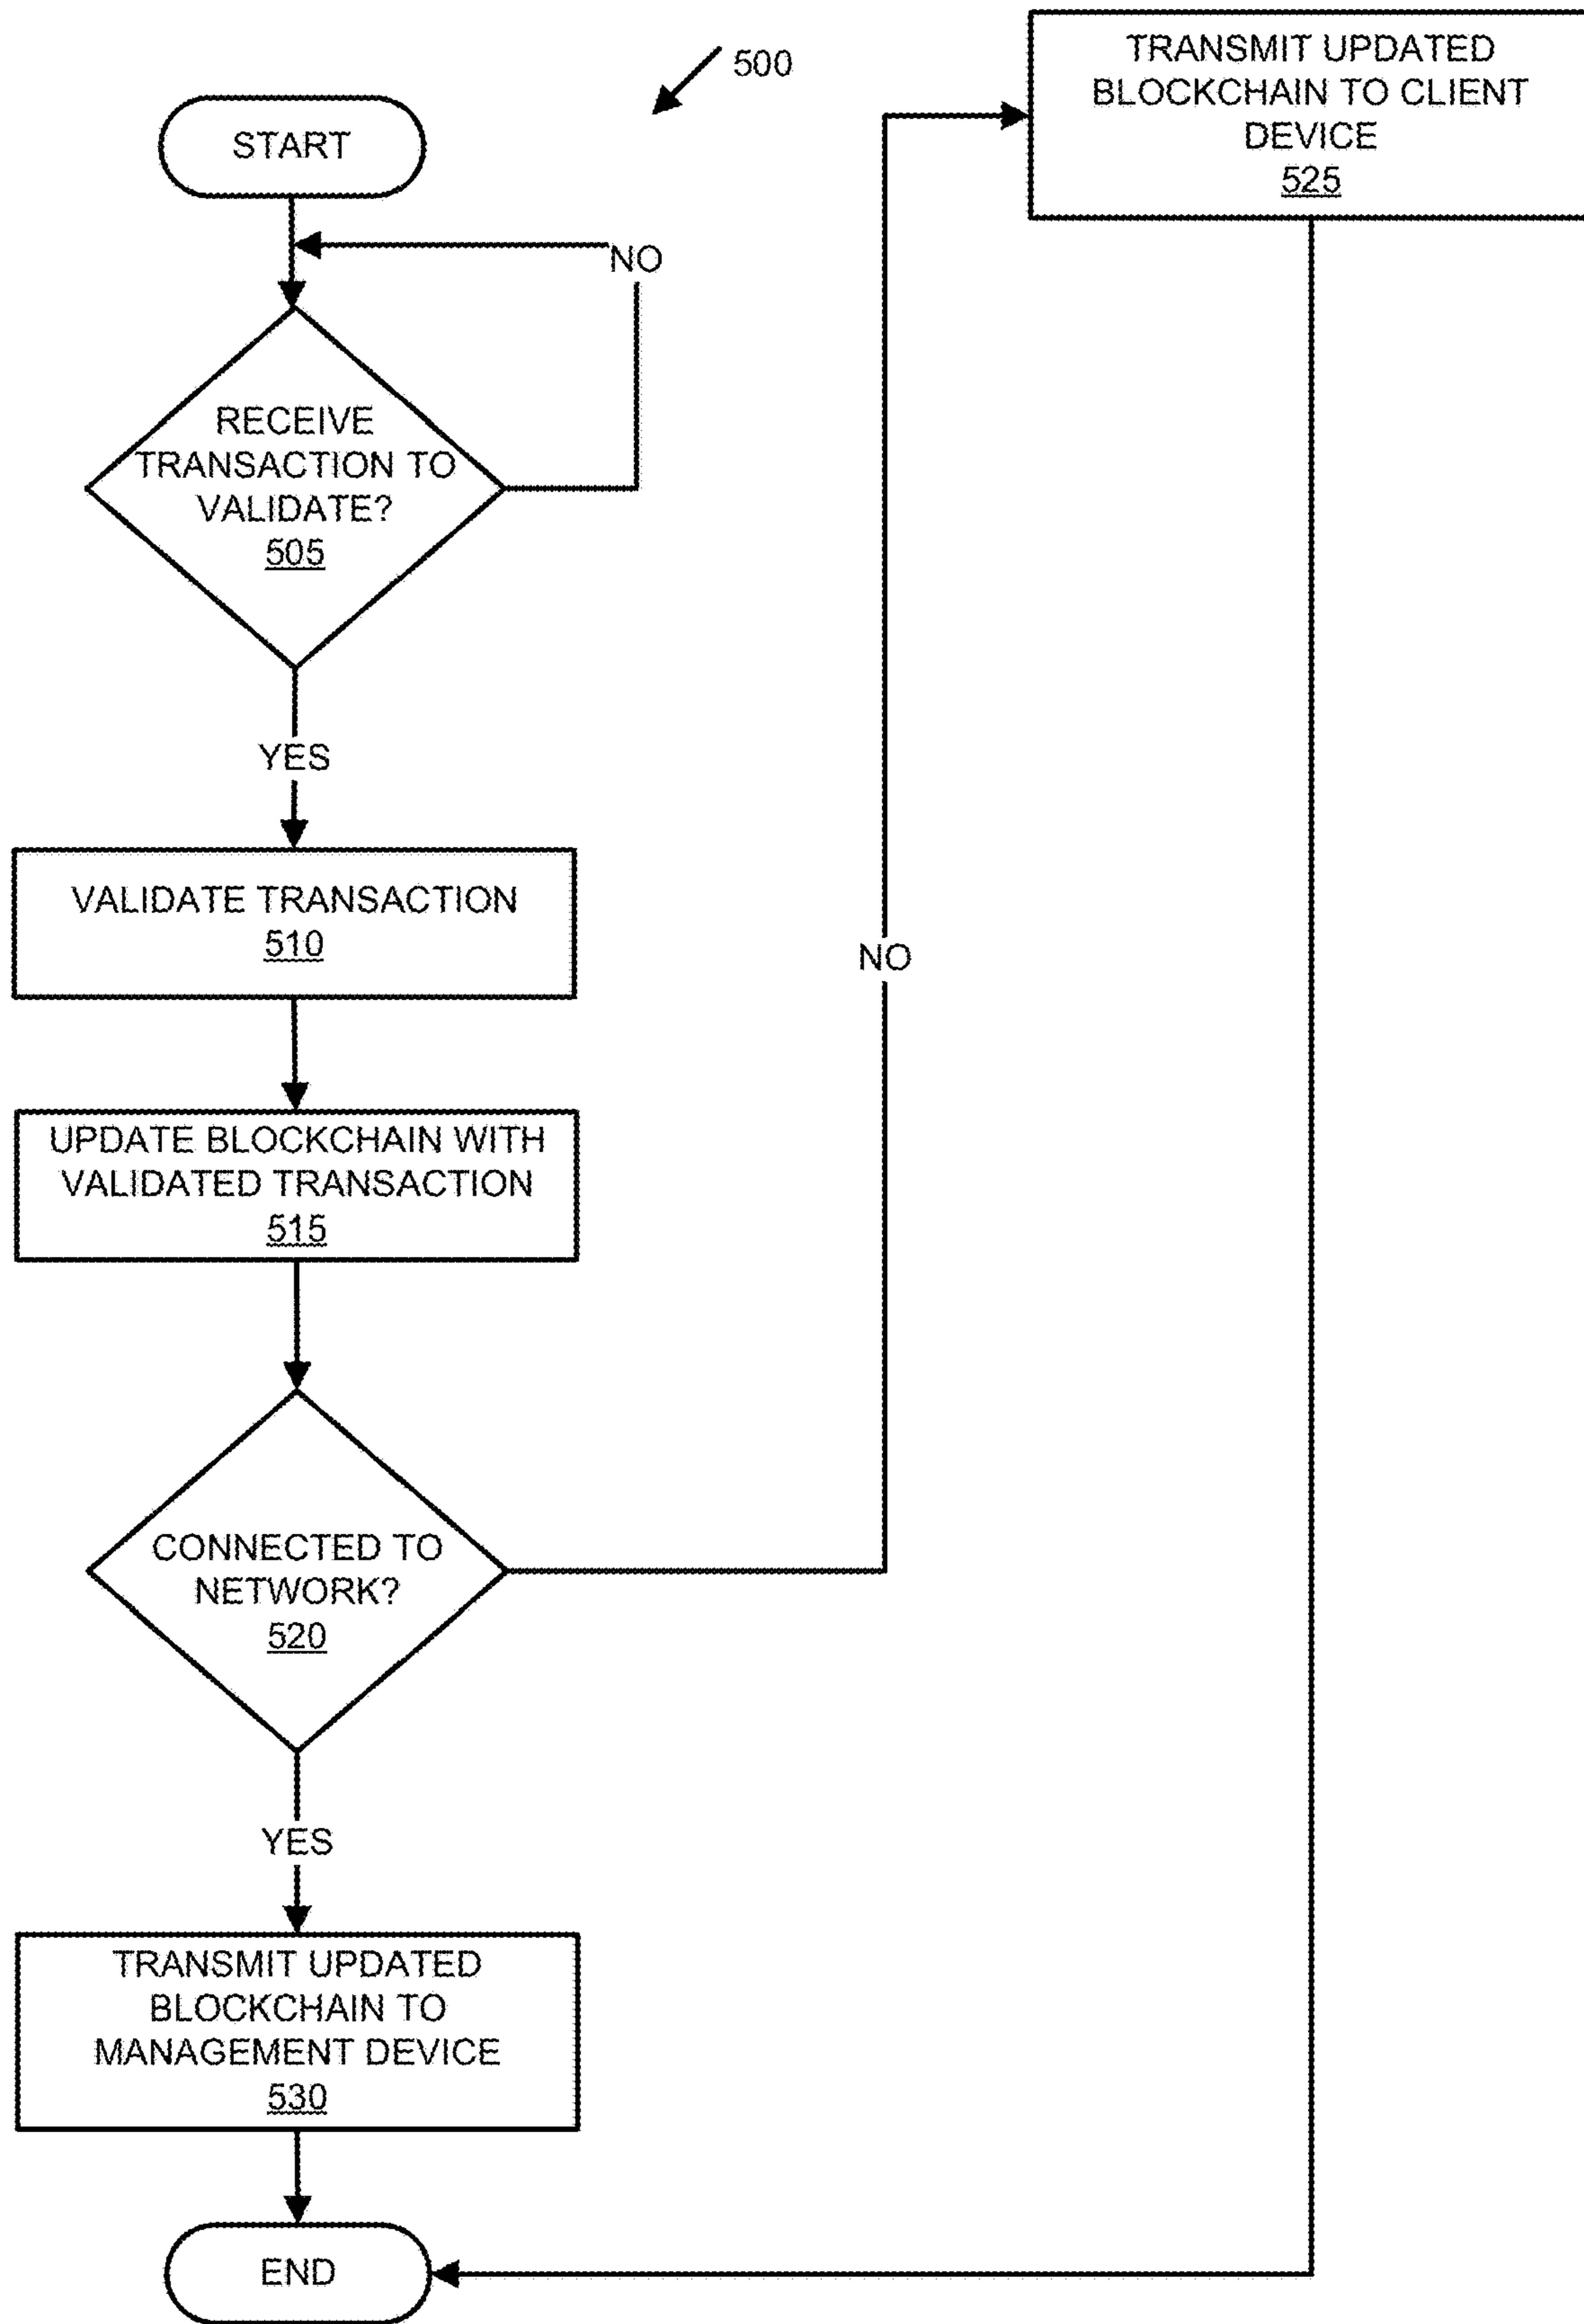 500
START
NO
RECEIVE
TRANSACTION TO
VALIDATE?
505
YES
VALIDATE TRANSACTION
510
UPDATE BLOCKCHAIN WITH
VALIDATED TRANSACTION
515
CONNECTED TO
NETWORK?
520
YES
TRANSMIT UPDATED
BLOCKCHAIN TO
MANAGEMENT DEVICE
530
END
NO
TRANSMIT UPDATED
BLOCKCHAIN TO CLIENT
DEVICE
525